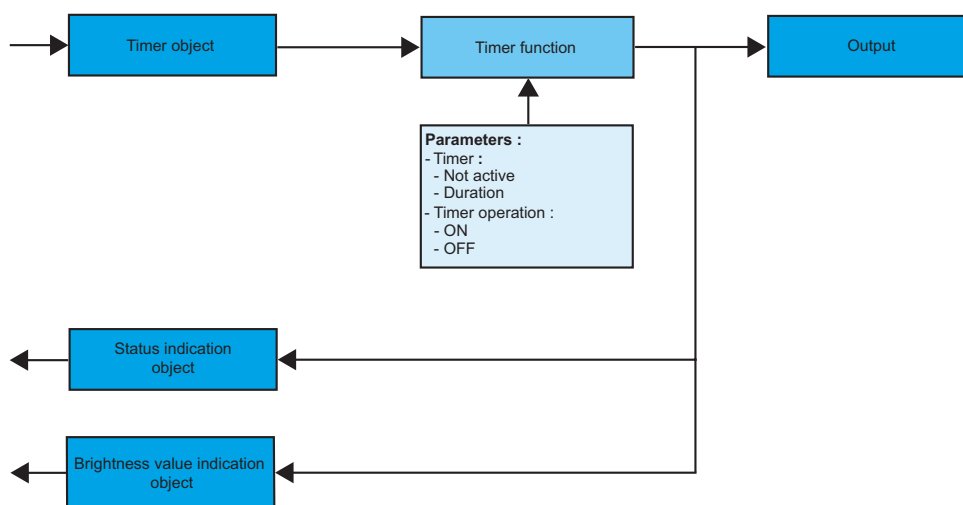 Timer object
Timer function
Output
Parameters :
- Timer :
- Not active
- Duration
- Timer operation :
- ON
- OFF
Status indication
object
Brightness value indication
object